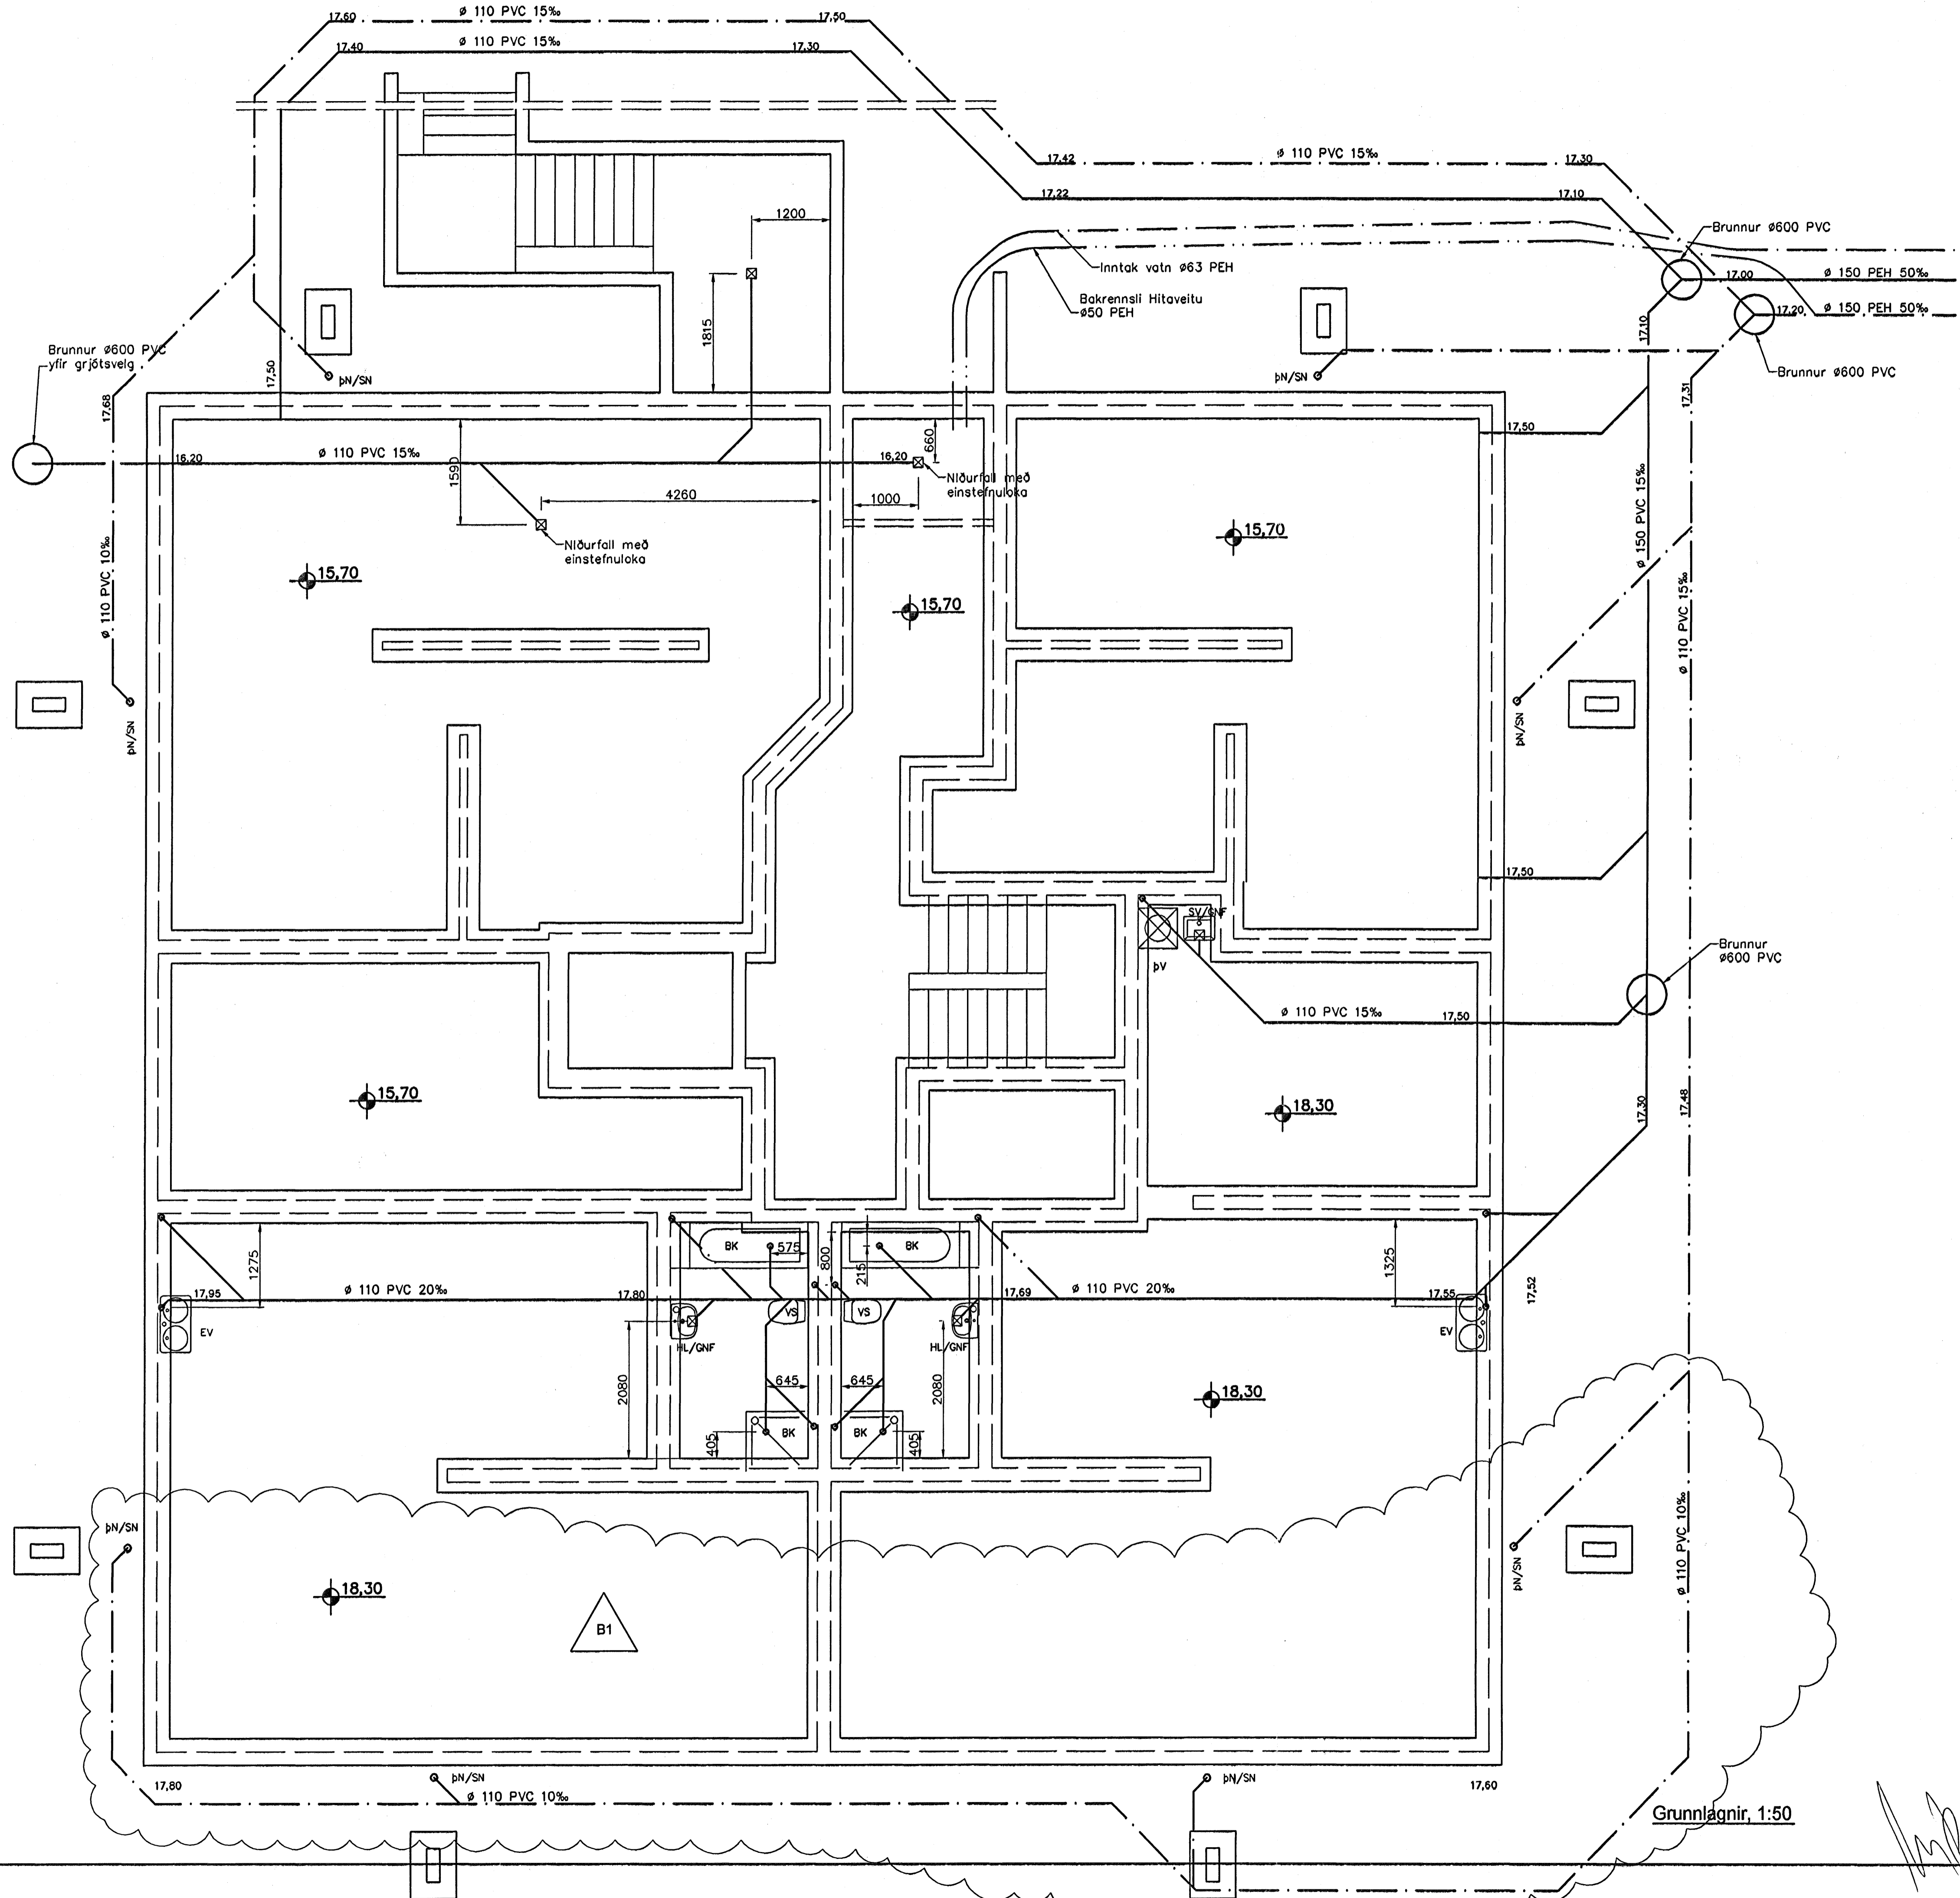 17,60
ø 110 PVC 15‰
17,50
17,40
ø 110 PVC 15‰
17,30
17,42
ø 110 PVC 15‰
17,30
17,22
17,10
1200
Brunnur ø600 PVC
Inntak vatn ø63 PEH
17,00
ø 150 PEH 50‰
Bakrennsli Hitaveitu
ø50 PEH
17,20
ø 150 PEH 50‰
1815
17,10
Brunnur ø600 PVC
yfir grjótsvelg
17,50
þN/SN
þN/SN
Brunnur ø600 PVC
17,68
17,31
17,50
16,20
ø 110 PVC 15‰
16,20
660
1590
Niðurfall með
einstefnuloka
4260
1000
ø 150 PVC 15‰
Niðurfall með
einstefnuloka
15,70
15,70
15,70
ø 110 PVC 10‰
ø 110 PVC 15‰
þN/SN
þN/SN
17,50
SV/GNF
þV
Brunnur
ø600 PVC
ø 110 PVC 15‰
17,50
15,70
18,30
17,30
17,48
1275
BK
575
800
215
BK
1325
17,95
ø 110 PVC 20‰
17,80
17,69
ø 110 PVC 20‰
17,55
17,52
VS
VS
EV
EV
HL/GNF
HL/GNF
2080
645
645
2080
18,30
405
BK
BK
405
þN/SN
þN/SN
ø 110 PVC 10‰
18,30
B1
17,80
þN/SN
þN/SN
17,60
ø 110 PVC 10‰
Grunnlagnir, 1:50